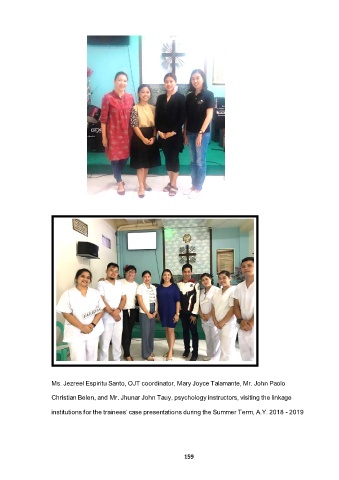 Ms. Jezreel Espiritu Santo, OJT coordinator, Mary Joyce Talamante, Mr. John Paolo
Christian Belen, and Mr. Jhunar John Tauy, psychology instructors, visiting the linkage
institutions for the trainees' case presentations during the Summer Term, A.Y. 2018 - 2019
159